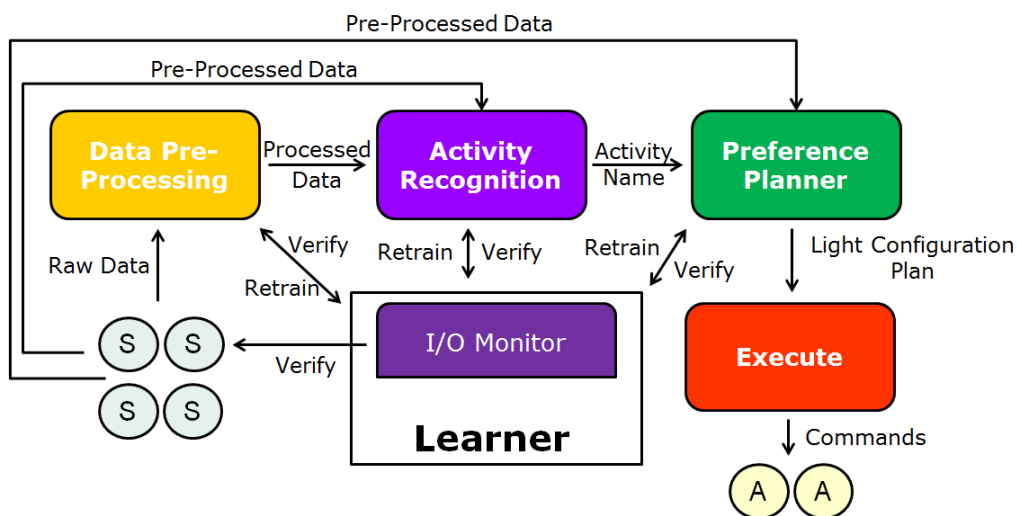 Pre-Processed Data
Pre-Processed Data
Data Pre-
Processing
Processed
Data
Activity
Recognition
Activity
Name
Preference
Planner
Raw Data
Verify
Retrain
Retrain
Verify
Retrain
Verify
Light Configuration
Plan
S
S
S
S
Verify
I/O Monitor
Learner
Execute
Commands
A
A